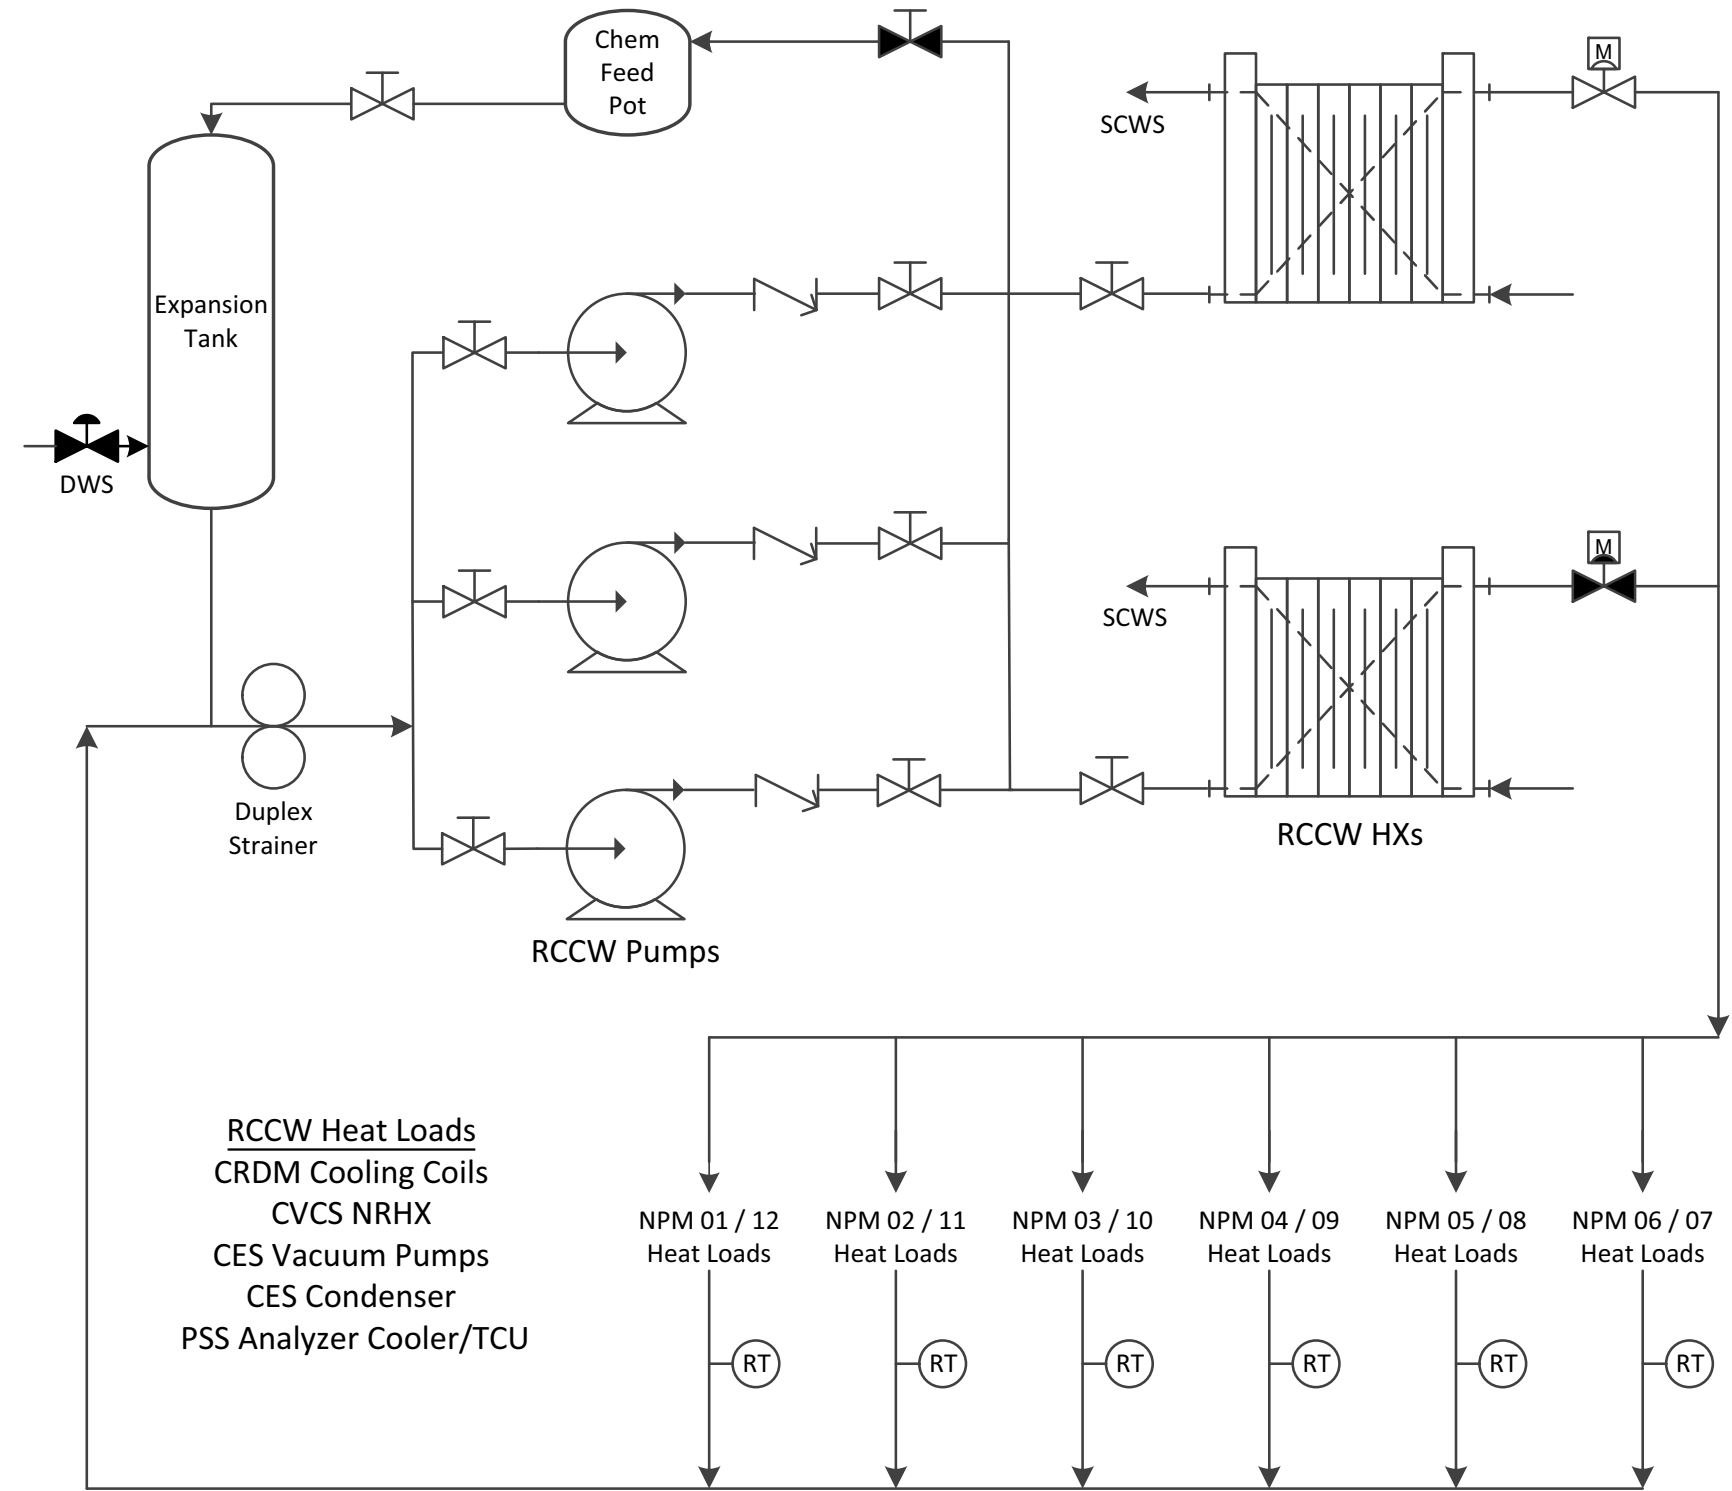 Chem
Feed
Pot
M
SCWS
Expansion
Tank
DWS
M
SCWS
Duplex
Strainer
RCCW HXs
RCCW Pumps
RCCW Heat Loads
CRDM Cooling Coils
CVCS NRHX
CES Vacuum Pumps
CES Condenser
PSS Analyzer Cooler/TCU
NPM 01 / 12
Heat Loads
NPM 02 / 11
Heat Loads
NPM 03 / 10
Heat Loads
NPM 04 / 09
Heat Loads
NPM 05 / 08
Heat Loads
NPM 06 / 07
Heat Loads
RT
RT
RT
RT
RT
RT